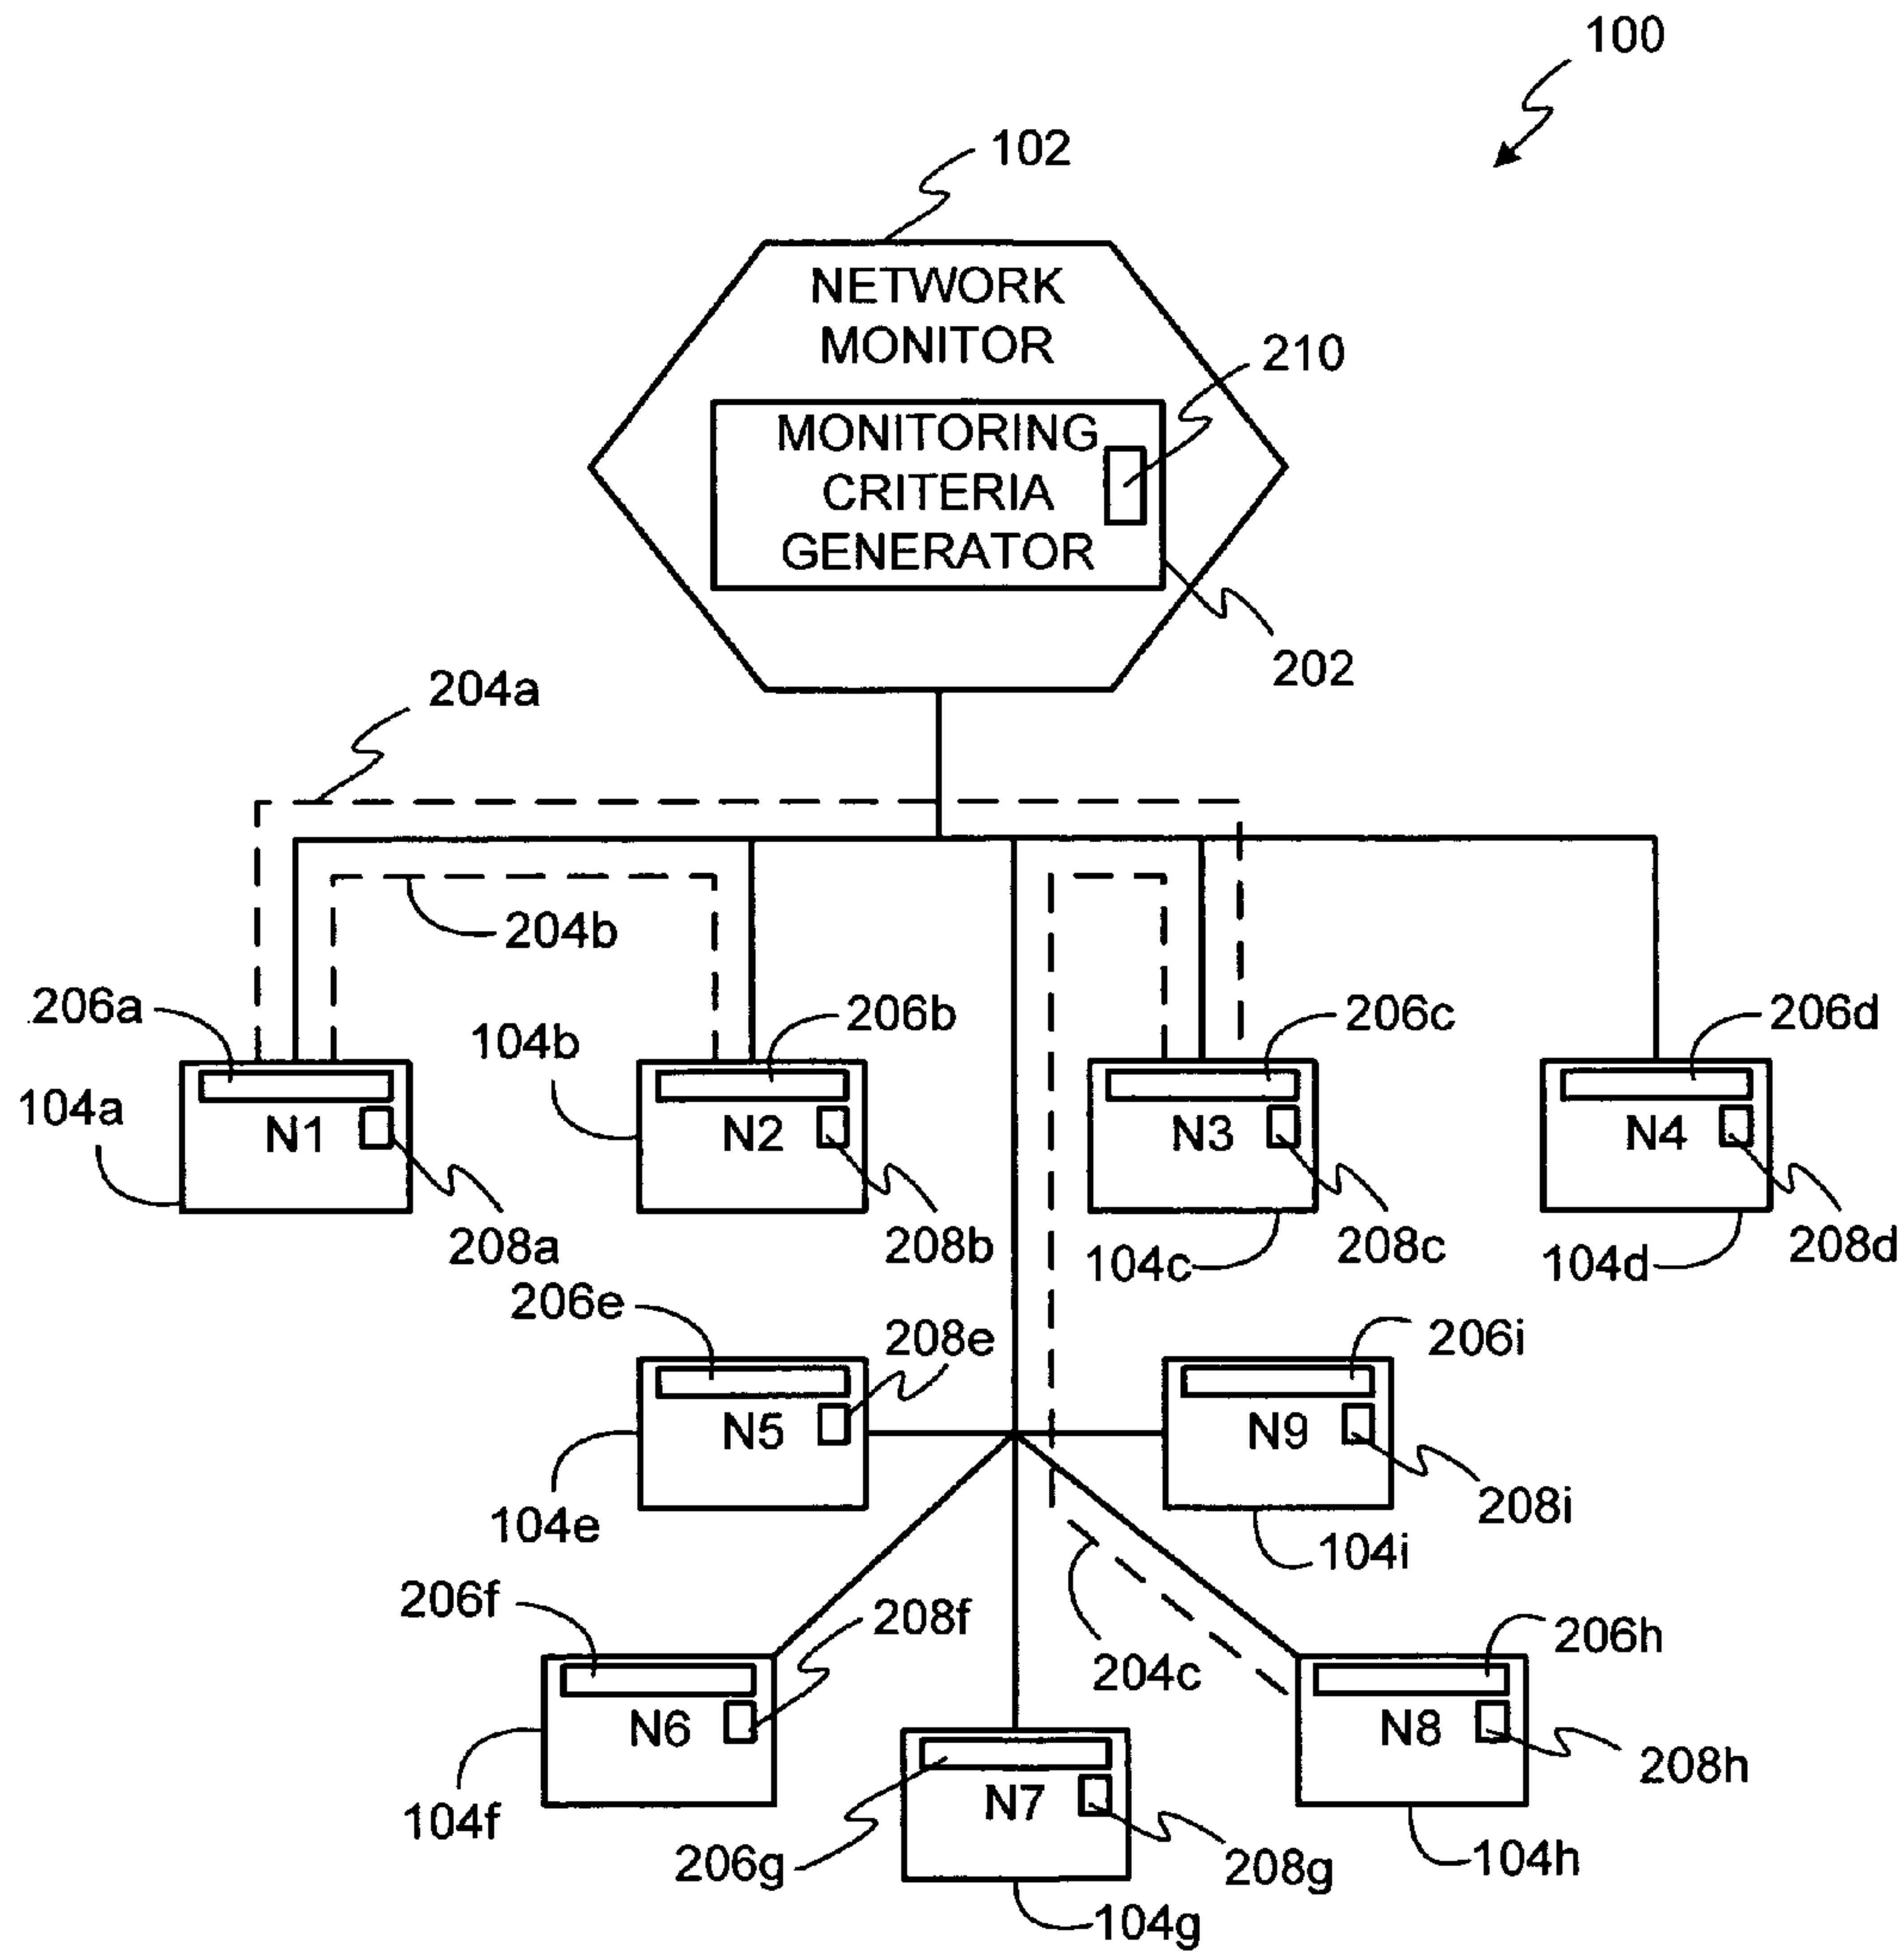 100
102
NETWORK
MONITOR
210
MONITORING
CRITERIA
GENERATOR
202
204a
204b
206a
206b
206c
206d
104b
104a
N1
N2
N3
N4
208a
208b
104c
208c
104d
208d
206e
208e
206i
N5
N9
104e
208i
104i
206f
208f
204c
206h
N6
N8
104f
N7
208h
206g
208g
104h
104g